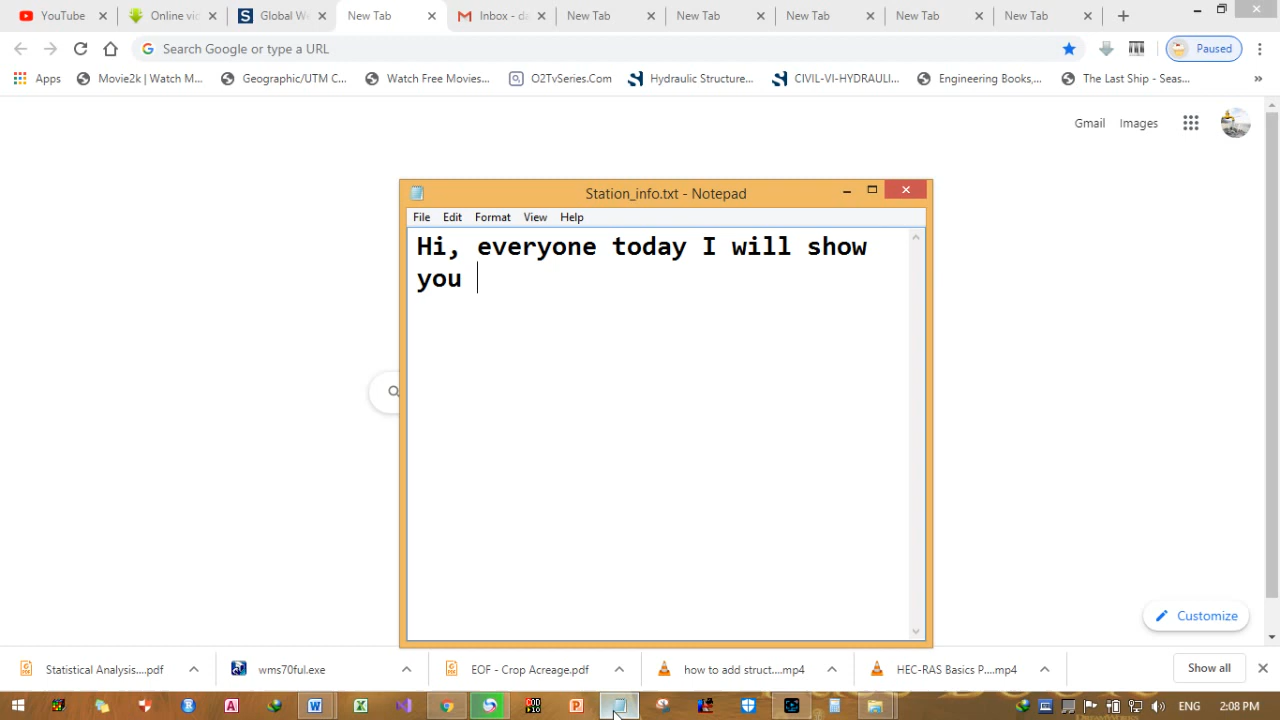 YouTube
Online vi
Global W
New Tab
Inbox - d
New Tab
New Tab
New Tab
New Tab
New Tab
Search Google or type a URL
Paused
Apps
Movie2k | Watch M...
Geographic/UTM C...
Watch Free Movies...
O2TvSeries.Com
Hydraulic Structure...
CIVIL-VI-HYDRAULI...
Engineering Books,...
The Last Ship - Seas...
Gmail
Images
Station_info.txt - Notepad
File Edit Format View Help
Hi, everyone today I will show
you
Customize
Statistical Analysis....pdf
wms70ful.exe
EOF - Crop Acreage.pdf
how to add struct....mp4
HEC-RAS Basics P....mp4
Show all
ENG
2:08 PM